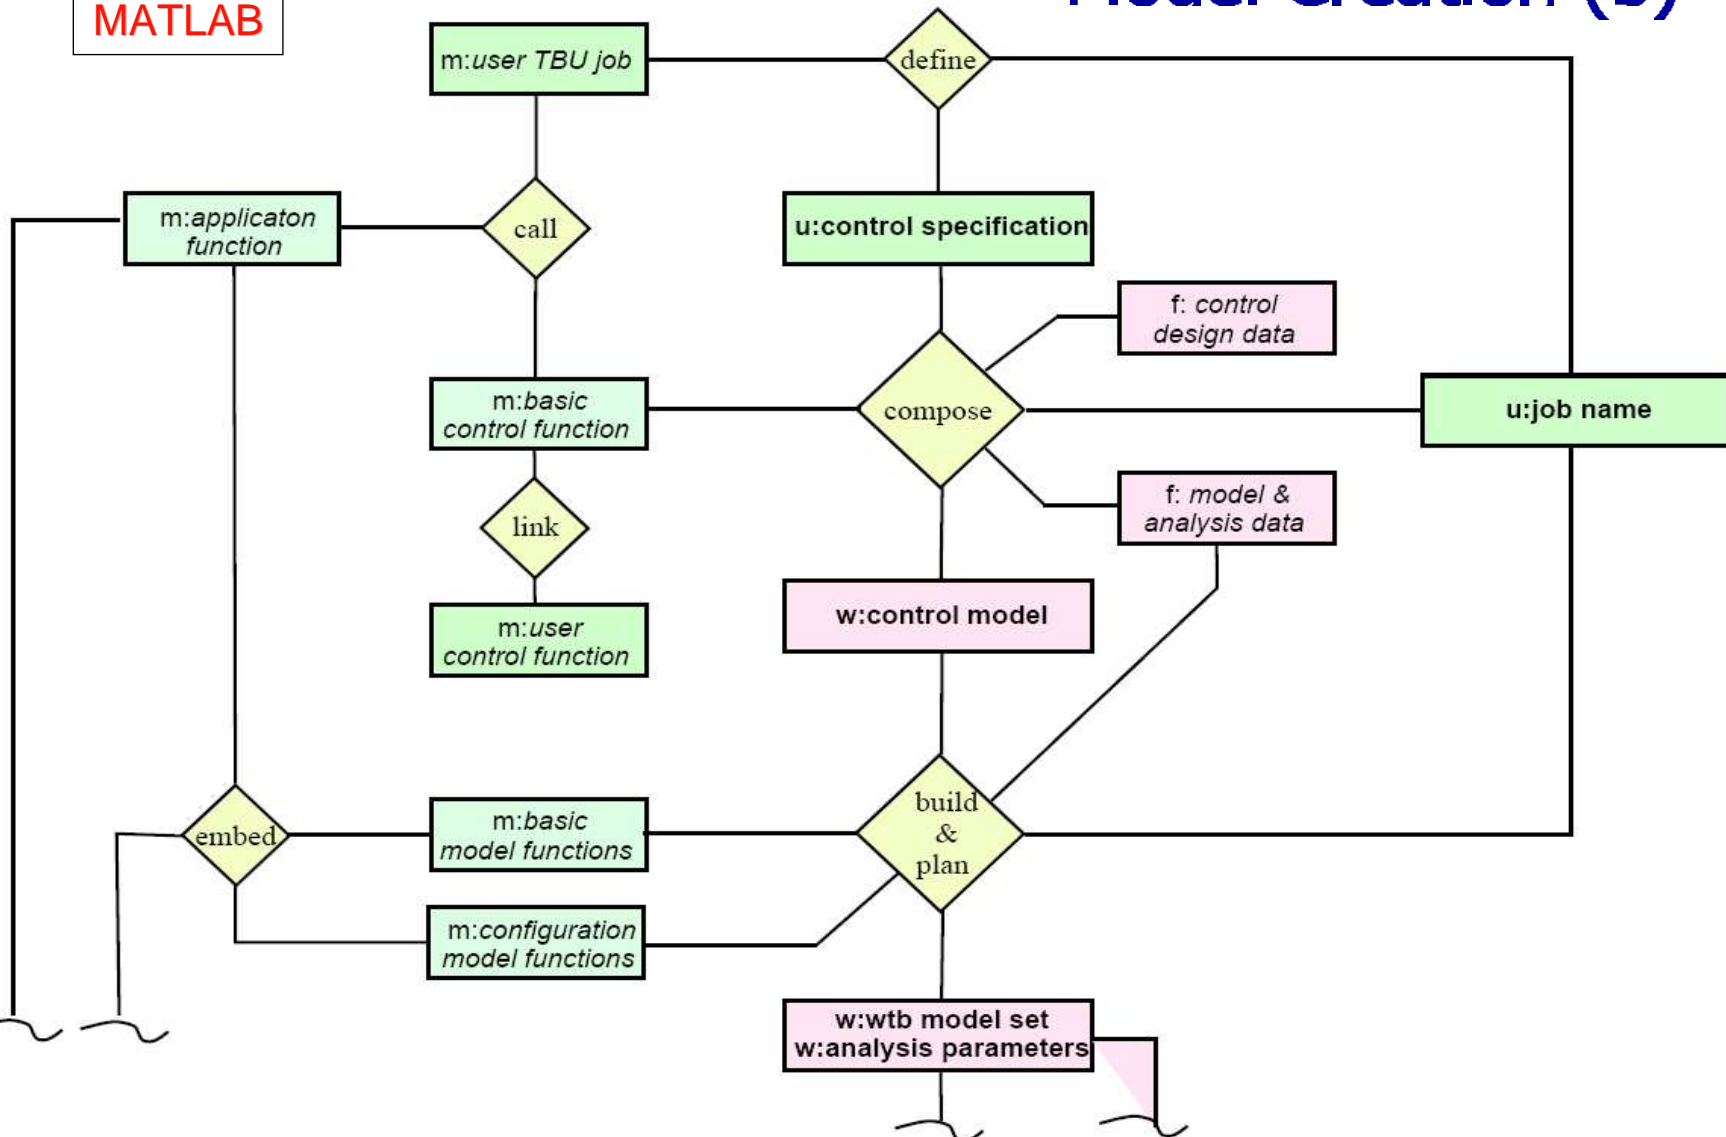 Model Creation (b)
MATLAB
m:user TBU job
define
m:applicaton
function
call
u:control specification
f: control
design data
m:basic
control function
compose
u:job name
link
f: model &
analysis data
m:user
control function
w:control model
embed
m:basic
model functions
build
&
plan
m:configuration
model functions
w:wtb model set
w:analysis parameters